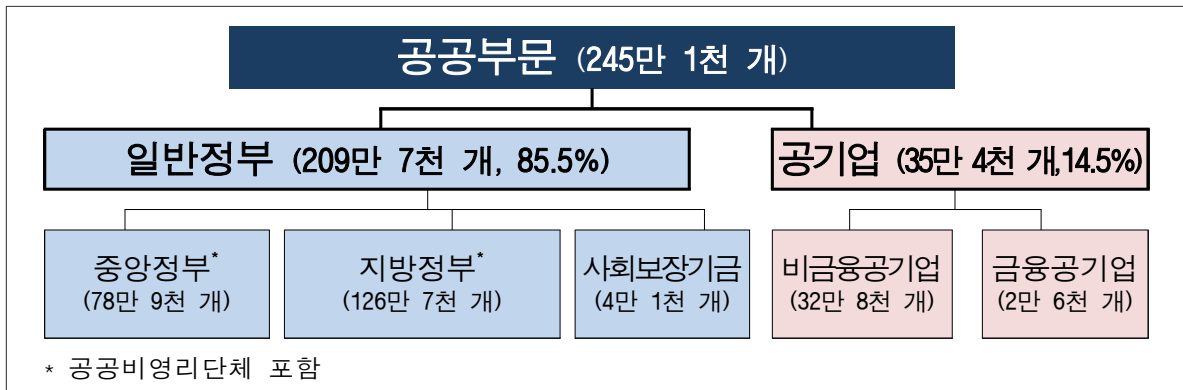 공공부문 (245만 1천 개)
일반정부 (209만 7천 개, 85.5%)
공기업 (35만 4천 개,14.5%)
중앙정부*
(78만 9천 개)
지방정부*
(126만 7천 개)
사회보장기금
(4만 1천 개)
비금융공기업
(32만 8천 개)
금융공기업
(2만 6천 개)
* 공공비영리단체 포함